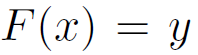 F(x) = y